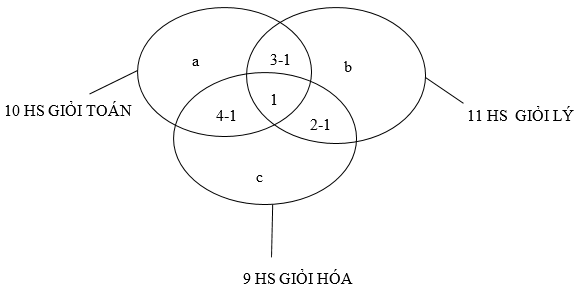 a
3-1
b
10 HS GIỎI TOÁN
4-1
1
2-1
11 HS GIỎI LÝ
c
9 HS GIỎI HÓA